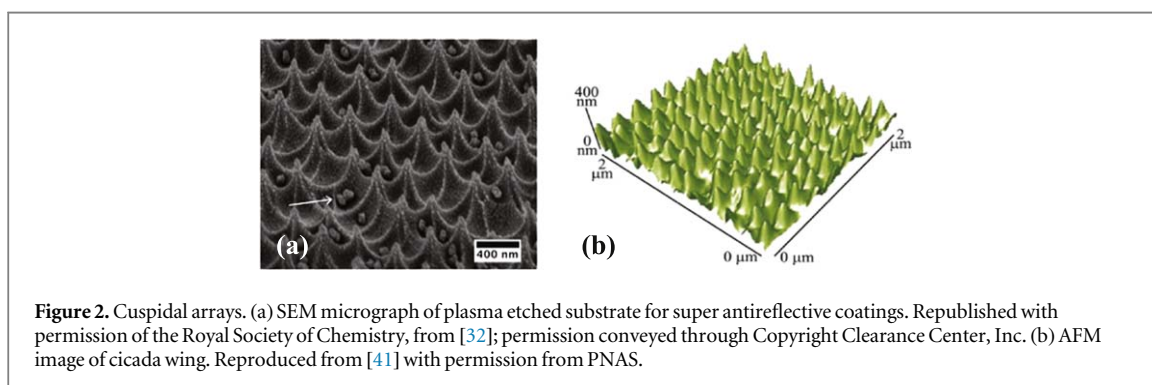 (a)
400 nm
(b)
400
nm
0
nm
2
μm
0 μm
0 μm
2
μm
Figure 2. Cuspidal arrays. (a) SEM micrograph of plasma etched substrate for super antireflective coatings. Republished with
permission of the Royal Society of Chemistry, from [32]; permission conveyed through Copyright Clearance Center, Inc. (b) AFM
image of cicada wing. Reproduced from [41] with permission from PNAS.